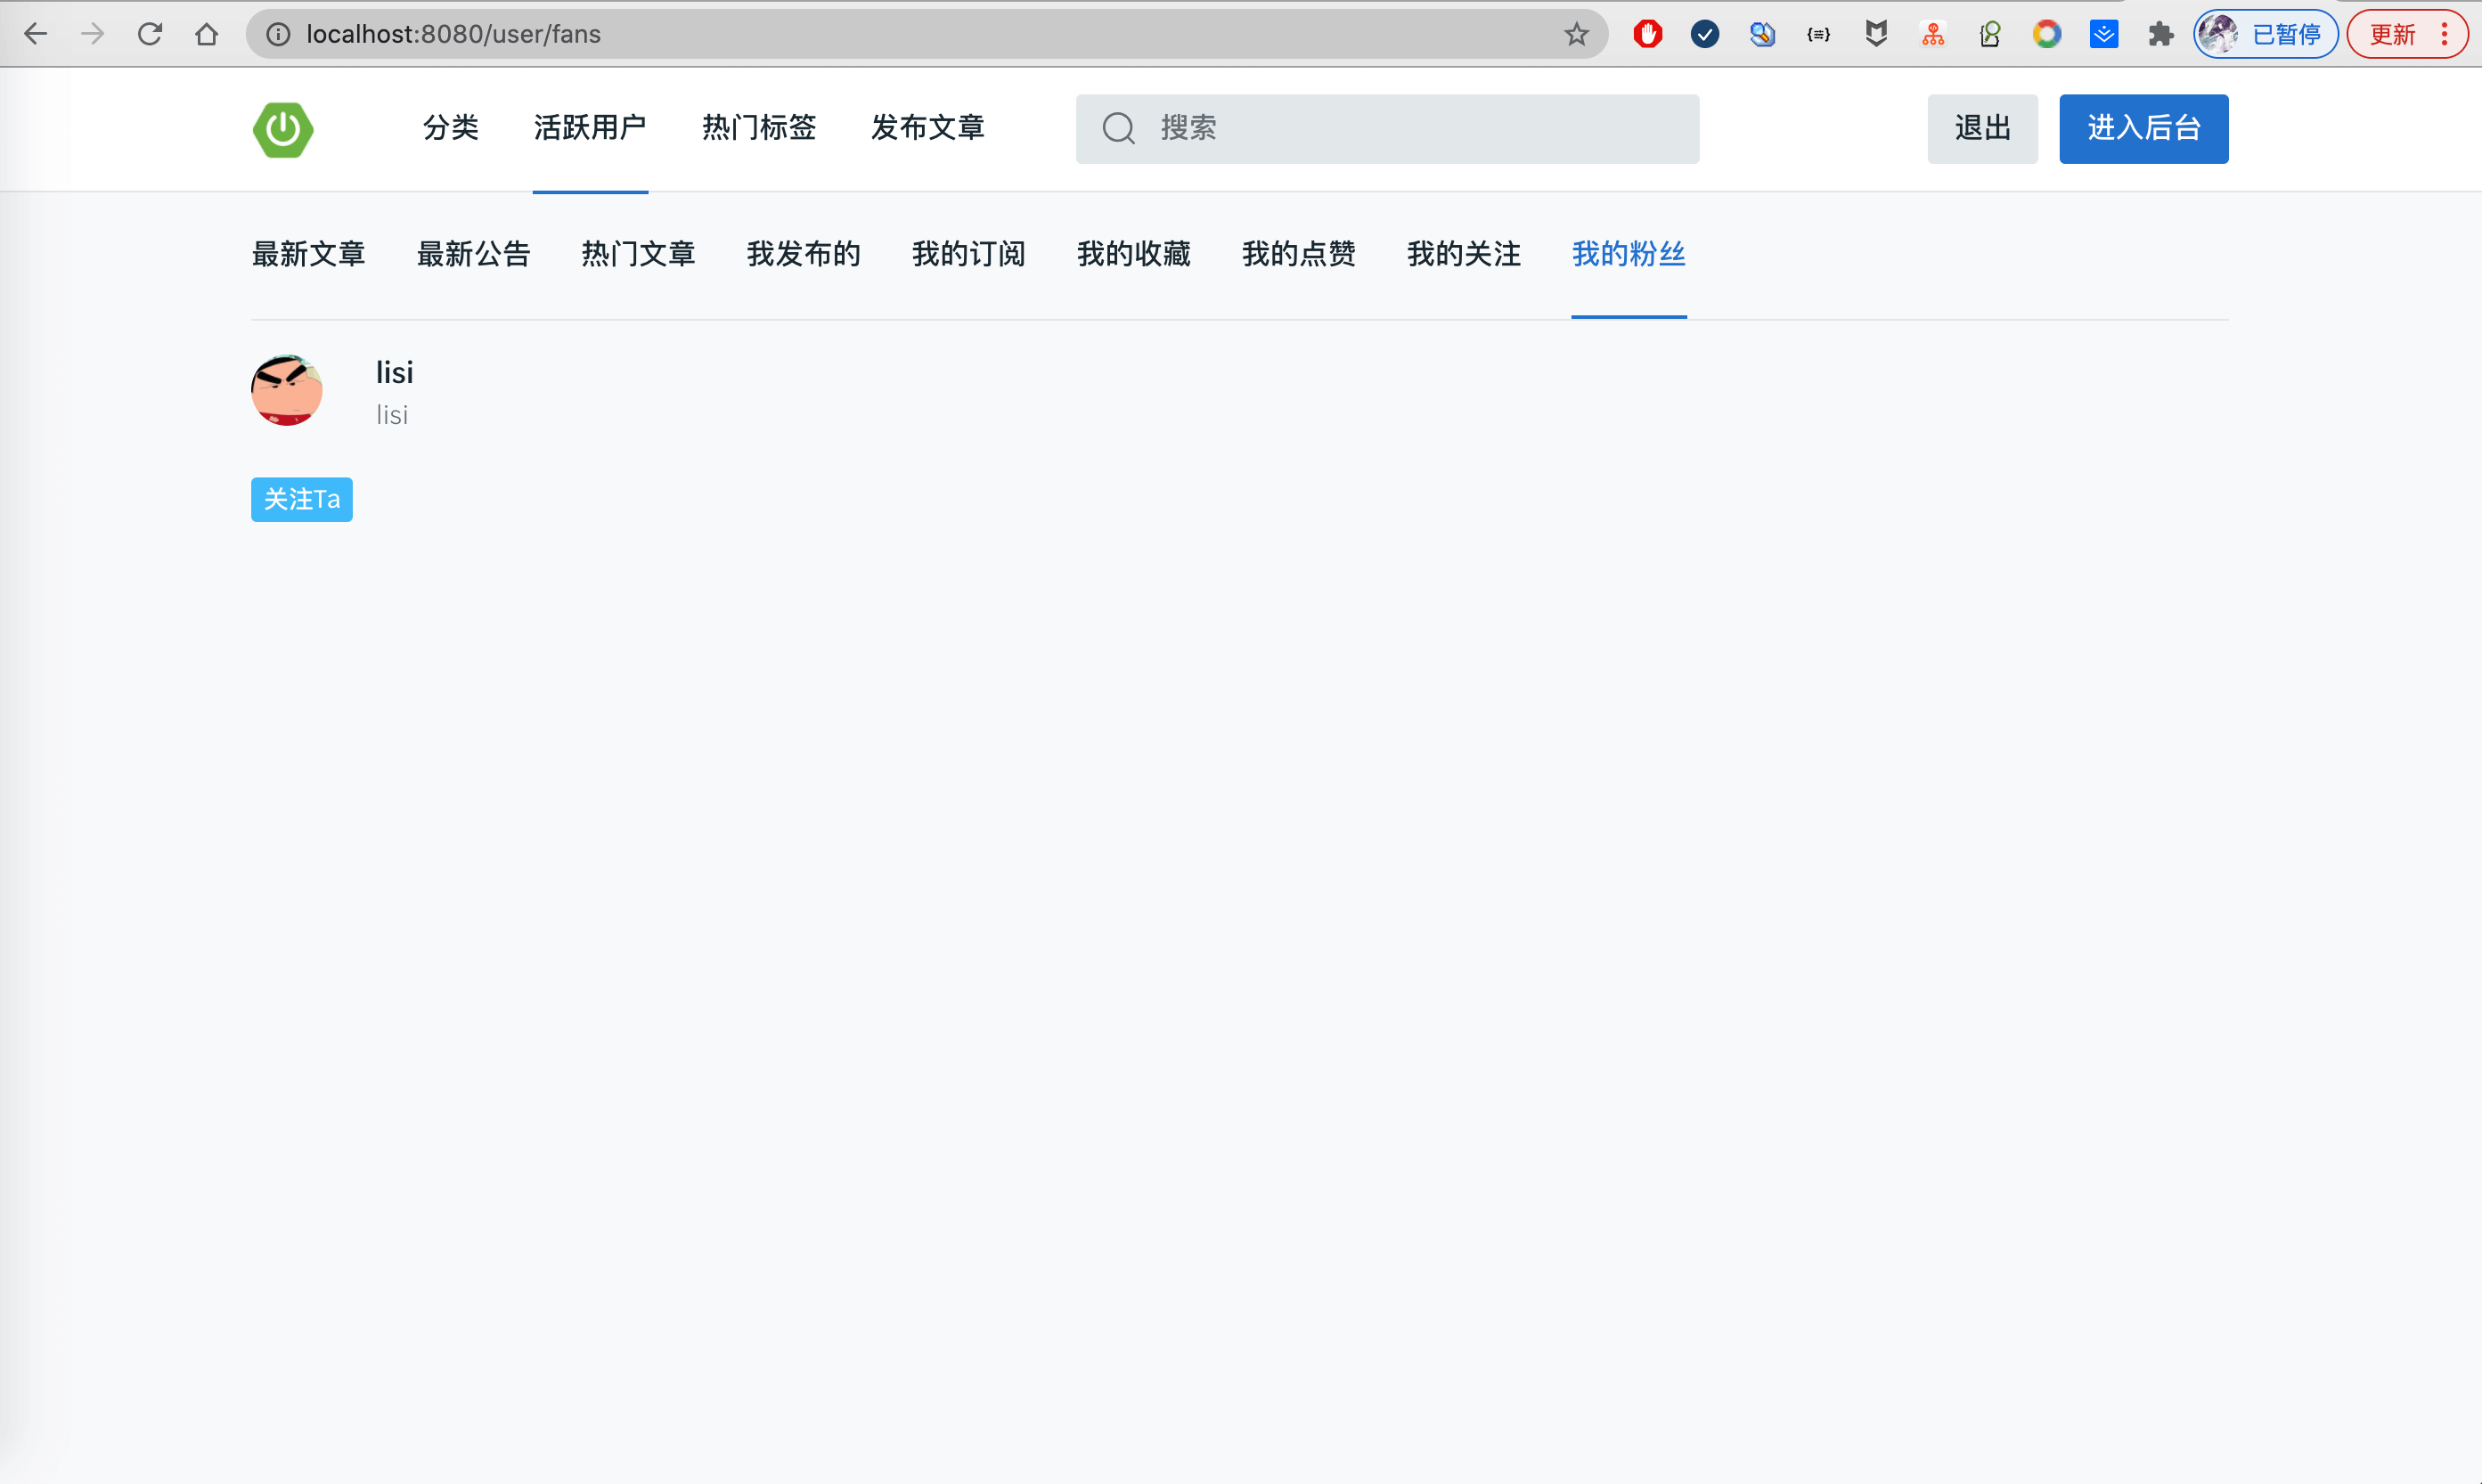 localhost:8080/user/fans
已暂停
更新
分类
活跃用户
热门标签
发布文章
搜索
退出
进入后台
最新文章
最新公告
热门文章
我发布的
我的订阅
我的收藏
我的点赞
我的关注
我的粉丝
lisi
lisi
关注Ta